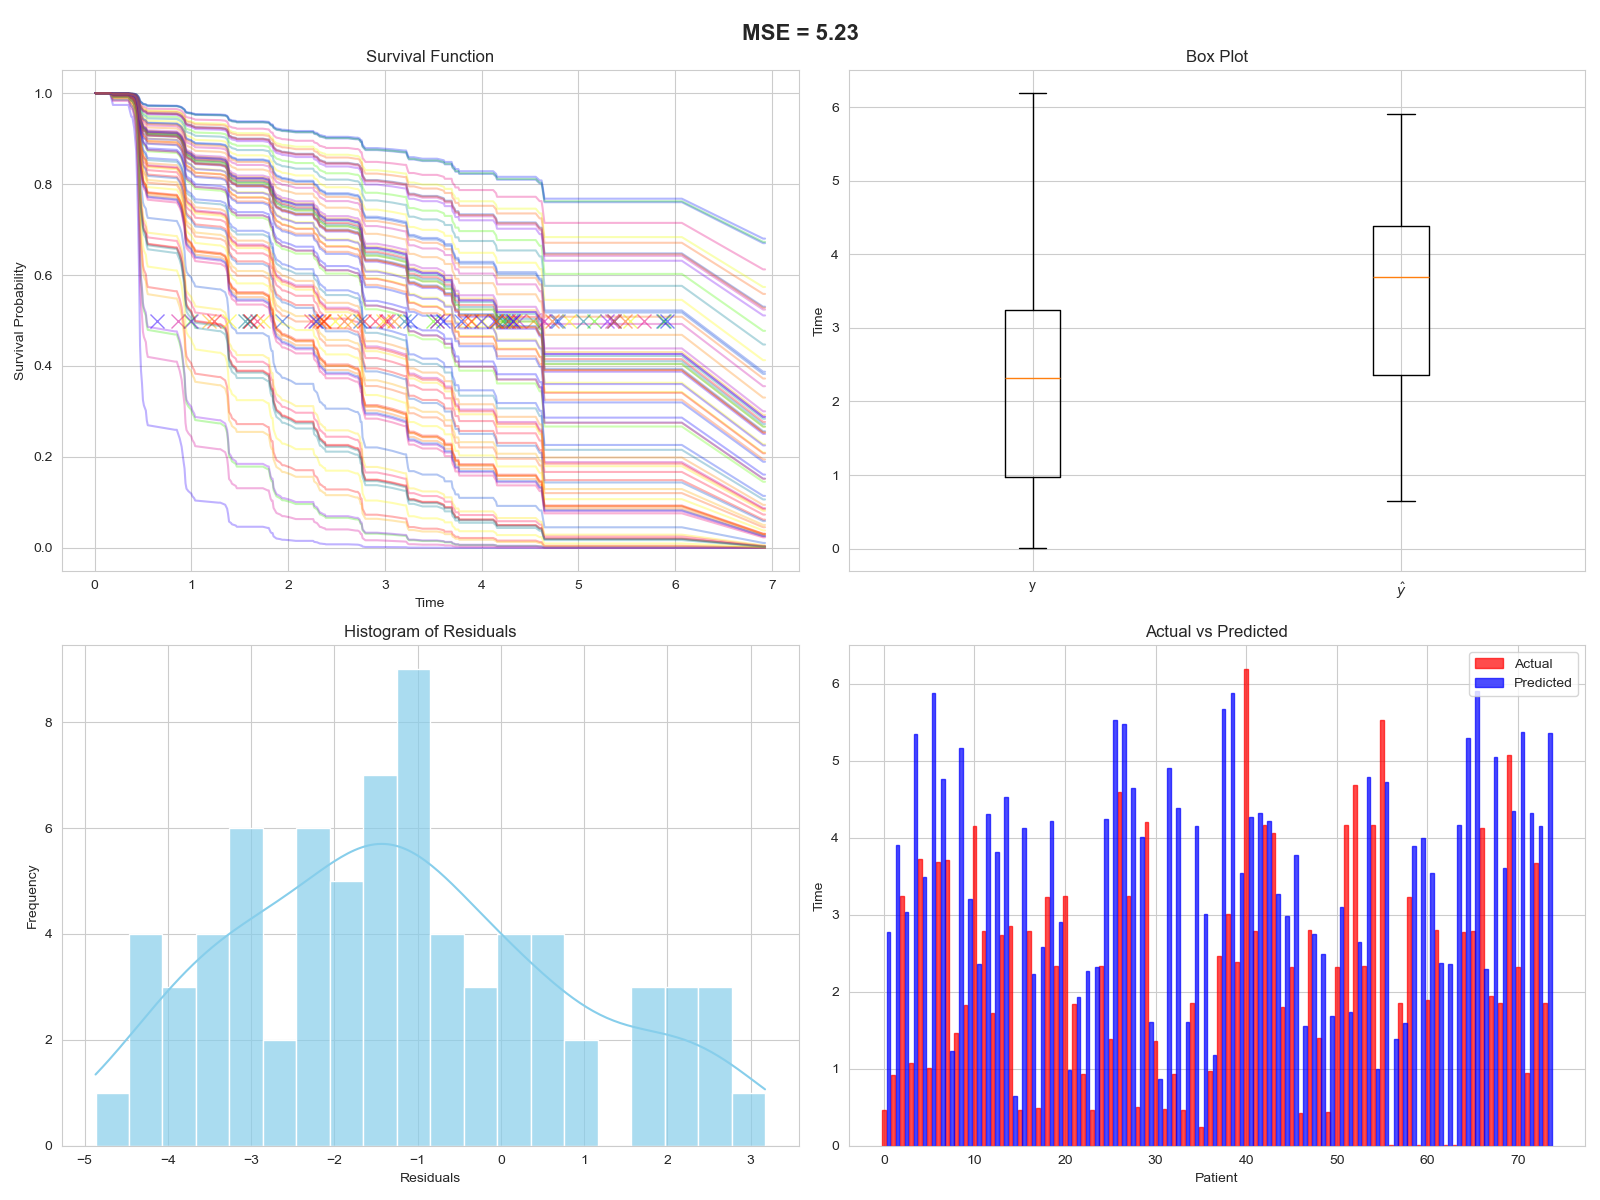 MSE = 5.23
Survival Function
1.0
0.8
0.6
0.4
0.2
0.0
Survival Probability
0 1 2 3 4 5 6 7
Time
Box Plot
6
5
4
3
2
1
0
Time
y ŷ
Histogram of Residuals
8
6
4
2
0
Frequency
−5 −4 −3 −2 −1 0 1 2 3
Residuals
Actual vs Predicted
Actual
Predicted
6
5
4
3
2
1
0
Time
0 10 20 30 40 50 60 70
Patient